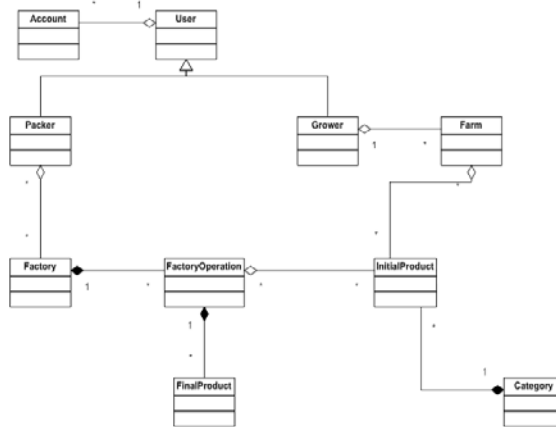 * 1
Account User
Packer Grower Farm
1 *
* *
* *
Factory FactoryOperation InitialProduct
1 * * *
1 *
* 1
FinalProduct Category